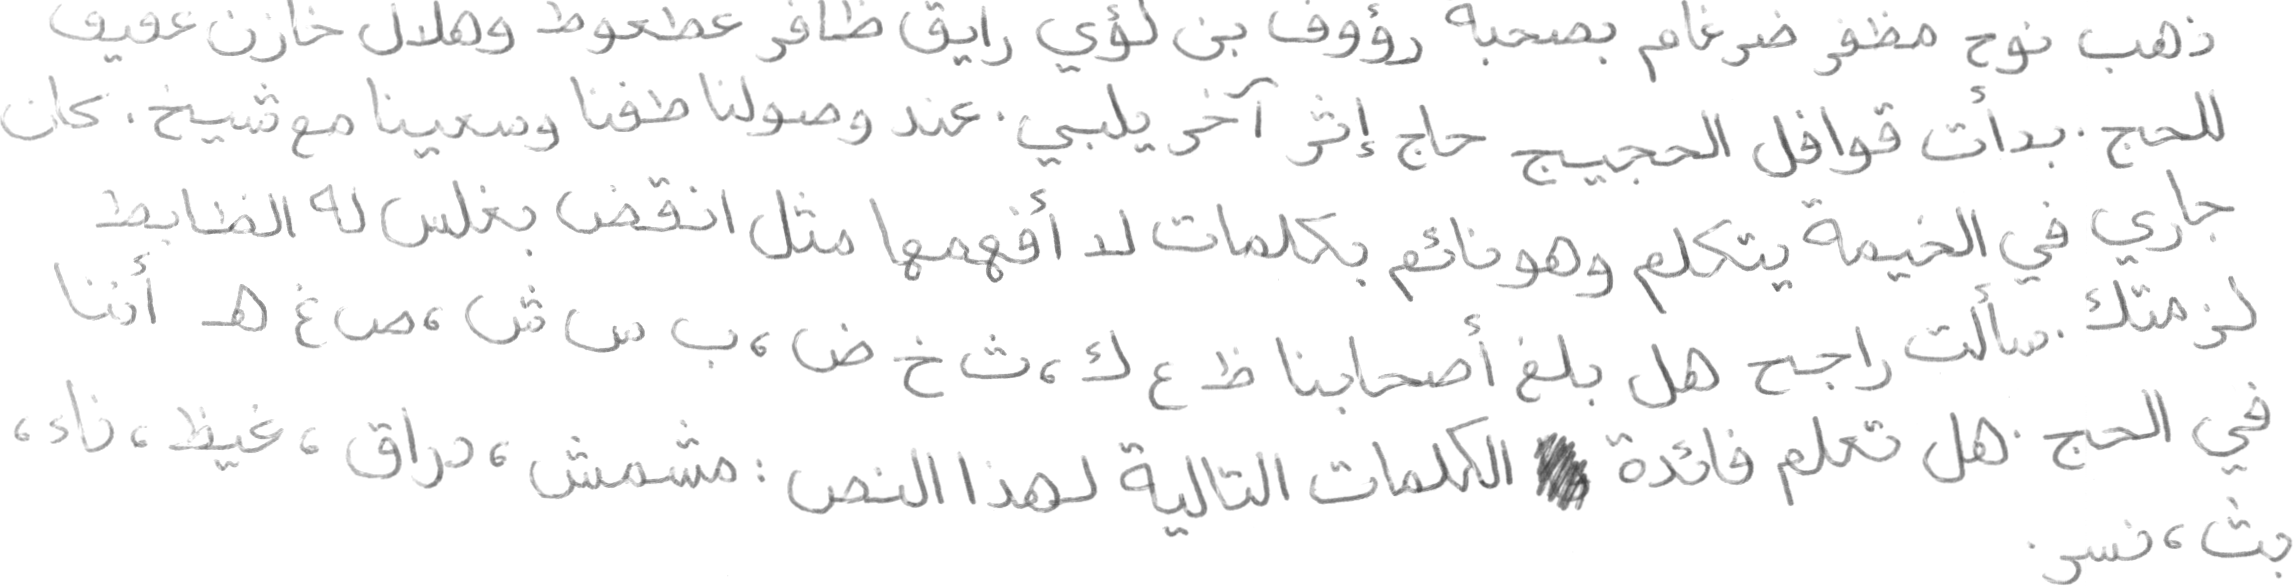 ذهب نوح مظفر ضرغام بصحبة رؤوف بن لؤي رايق ظافر عطعوط وهلال خازن عفيف
للحج. بدأت قوافل الحجيج حاج إثر آخر يلبي. عند وصولنا طفنا وسعينا مع شيخ. كان
جاري في الخيمة يتكلم وهو نائم بكلمات لا أفهمها مثل انقض بغلس له الضابط
لزمتك. سألت راجح هل بلغ أصحابنا ظ ع ك، ث خ ض، ب س ش، ص غ هـ أننا
في الحج. هل تعلم فائدة الكلمات التالية لهذا النص: مشمش، دراق، غيظ، ناء،
بث، نسر.